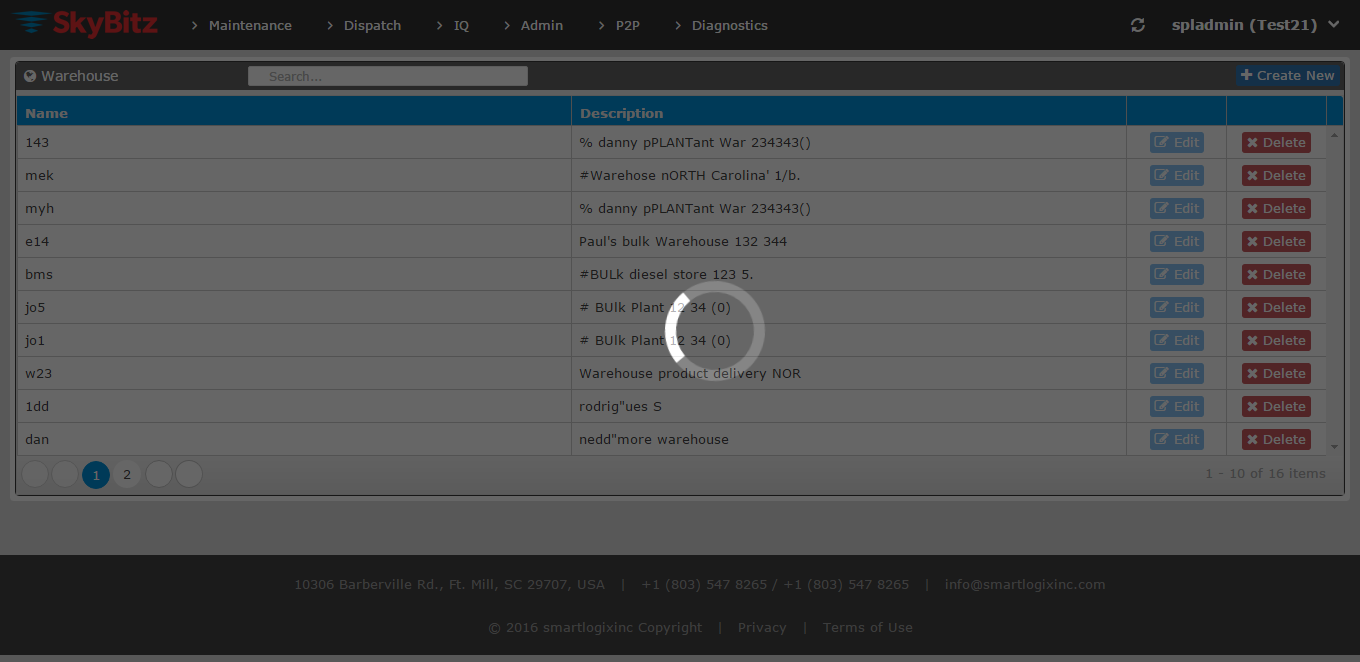 SkyBitz Maintenance Dispatch IQ Admin P2P Diagnostics spladmin (Test21)
Warehouse Search... Create New
Name Description
143 % danny pPLANTant War 234343() Edit Delete
mek #Warehose nORTH Carolina' 1/b. Edit Delete
myh % danny pPLANTant War 234343() Edit Delete
e14 Paul's bulk Warehouse 132 344 Edit Delete
bms #BULk diesel store 123 5. Edit Delete
jo5 # BUlk Plant 12 34 (0) Edit Delete
jo1 # BUlk Plant 12 34 (0) Edit Delete
w23 Warehouse product delivery NOR Edit Delete
1dd rodrig"ues S Edit Delete
dan nedd"more warehouse Edit Delete
1 2 1 - 10 of 16 items
10306 Barberville Rd., Ft. Mill, SC 29707, USA | +1 (803) 547 8265 / +1 (803) 547 8265 | info@smartlogixinc.com
© 2016 smartlogixinc Copyright | Privacy | Terms of Use